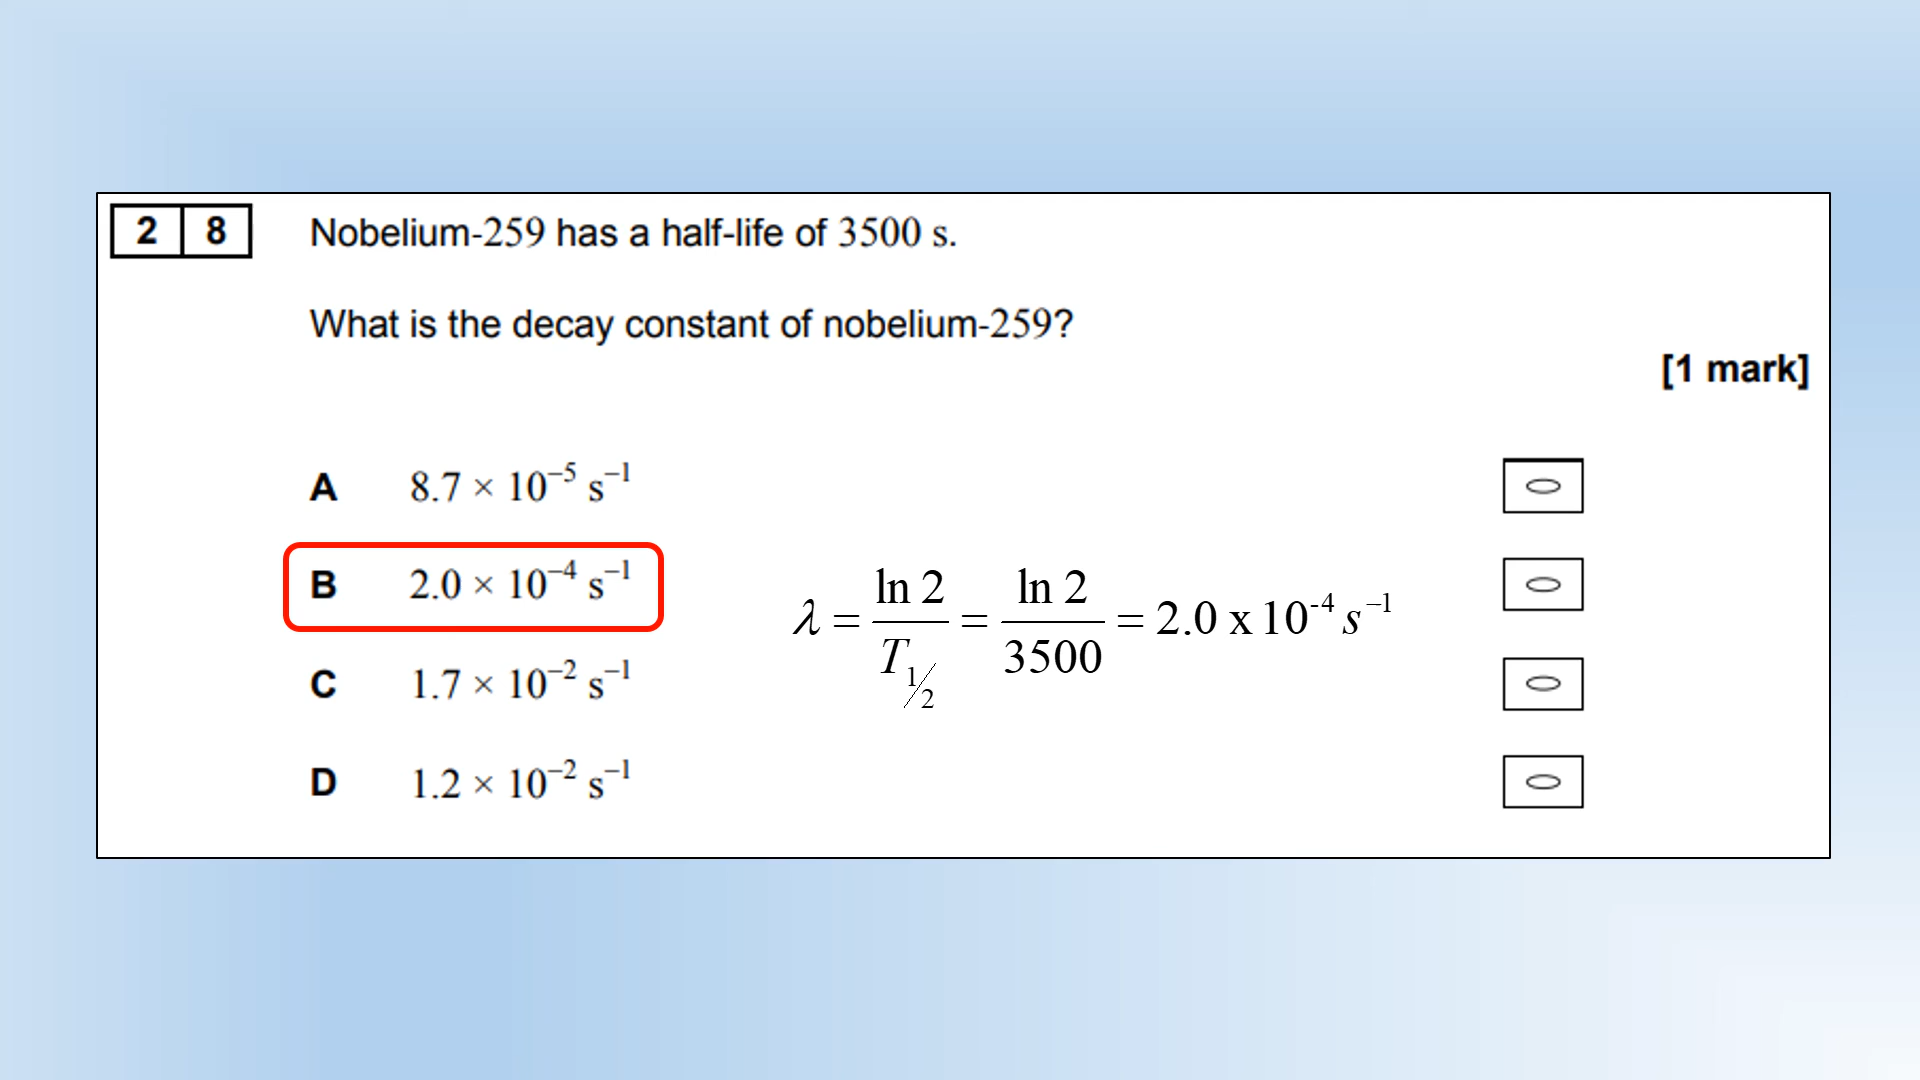 28 Nobelium-259 has a half-life of 3500 s.
What is the decay constant of nobelium-259?
[1 mark]
A 8.7 × 10⁻⁵ s⁻¹
B 2.0 × 10⁻⁴ s⁻¹
λ = ln 2 / T½ = ln 2 / 3500 = 2.0 x 10⁻⁴ s⁻¹
C 1.7 × 10⁻² s⁻¹
D 1.2 × 10⁻² s⁻¹